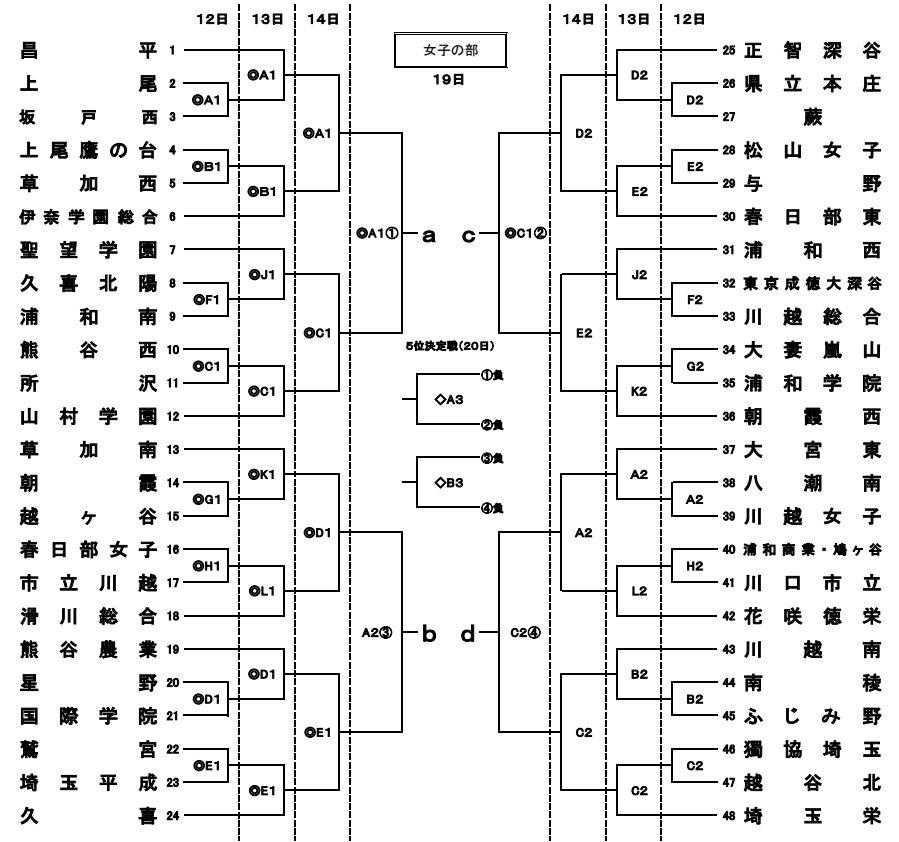 12日 13日 14日
女子の部
19日
14日 13日 12日
昌平 1
上尾 2
坂戸西 3
上尾鷹の台 4
草加西 5
伊奈学園総合 6
聖望学園 7
久喜北陽 8
浦和南 9
熊谷西 10
所沢 11
山村学園 12
草加南 13
朝霞 14
越ヶ谷 15
春日部女子 16
市立川越 17
滑川総合 18
熊谷農業 19
星野 20
国際学院 21
鷲宮 22
埼玉平成 23
久喜 24
◎A1
◎B1
◎F1
◎C1
◎G1
◎H1
◎D1
◎E1
◎A1
◎B1
◎J1
◎C1
◎K1
◎L1
◎D1
◎E1
◎A1
◎C1
◎D1
◎E1
◎A1①
A2③
a c
b d
5位決定戦(20日)
①負
◇A3
②負
③負
◇B3
④負
◎C1②
C2④
D2
E2
A2
C2
D2
E2
J2
K2
A2
L2
B2
C2
D2
E2
F2
G2
A2
H2
B2
C2
25 正智深谷
26 県立本庄
27 蕨
28 松山女子
29 与野
30 春日部東
31 浦和西
32 東京成徳大深谷
33 川越総合
34 大妻嵐山
35 浦和学院
36 朝霞西
37 大宮東
38 八潮南
39 川越女子
40 浦和商業・鳩ヶ谷
41 川口市立
42 花咲徳栄
43 川越南
44 南稜
45 ふじみ野
46 獨協埼玉
47 越谷北
48 埼玉栄